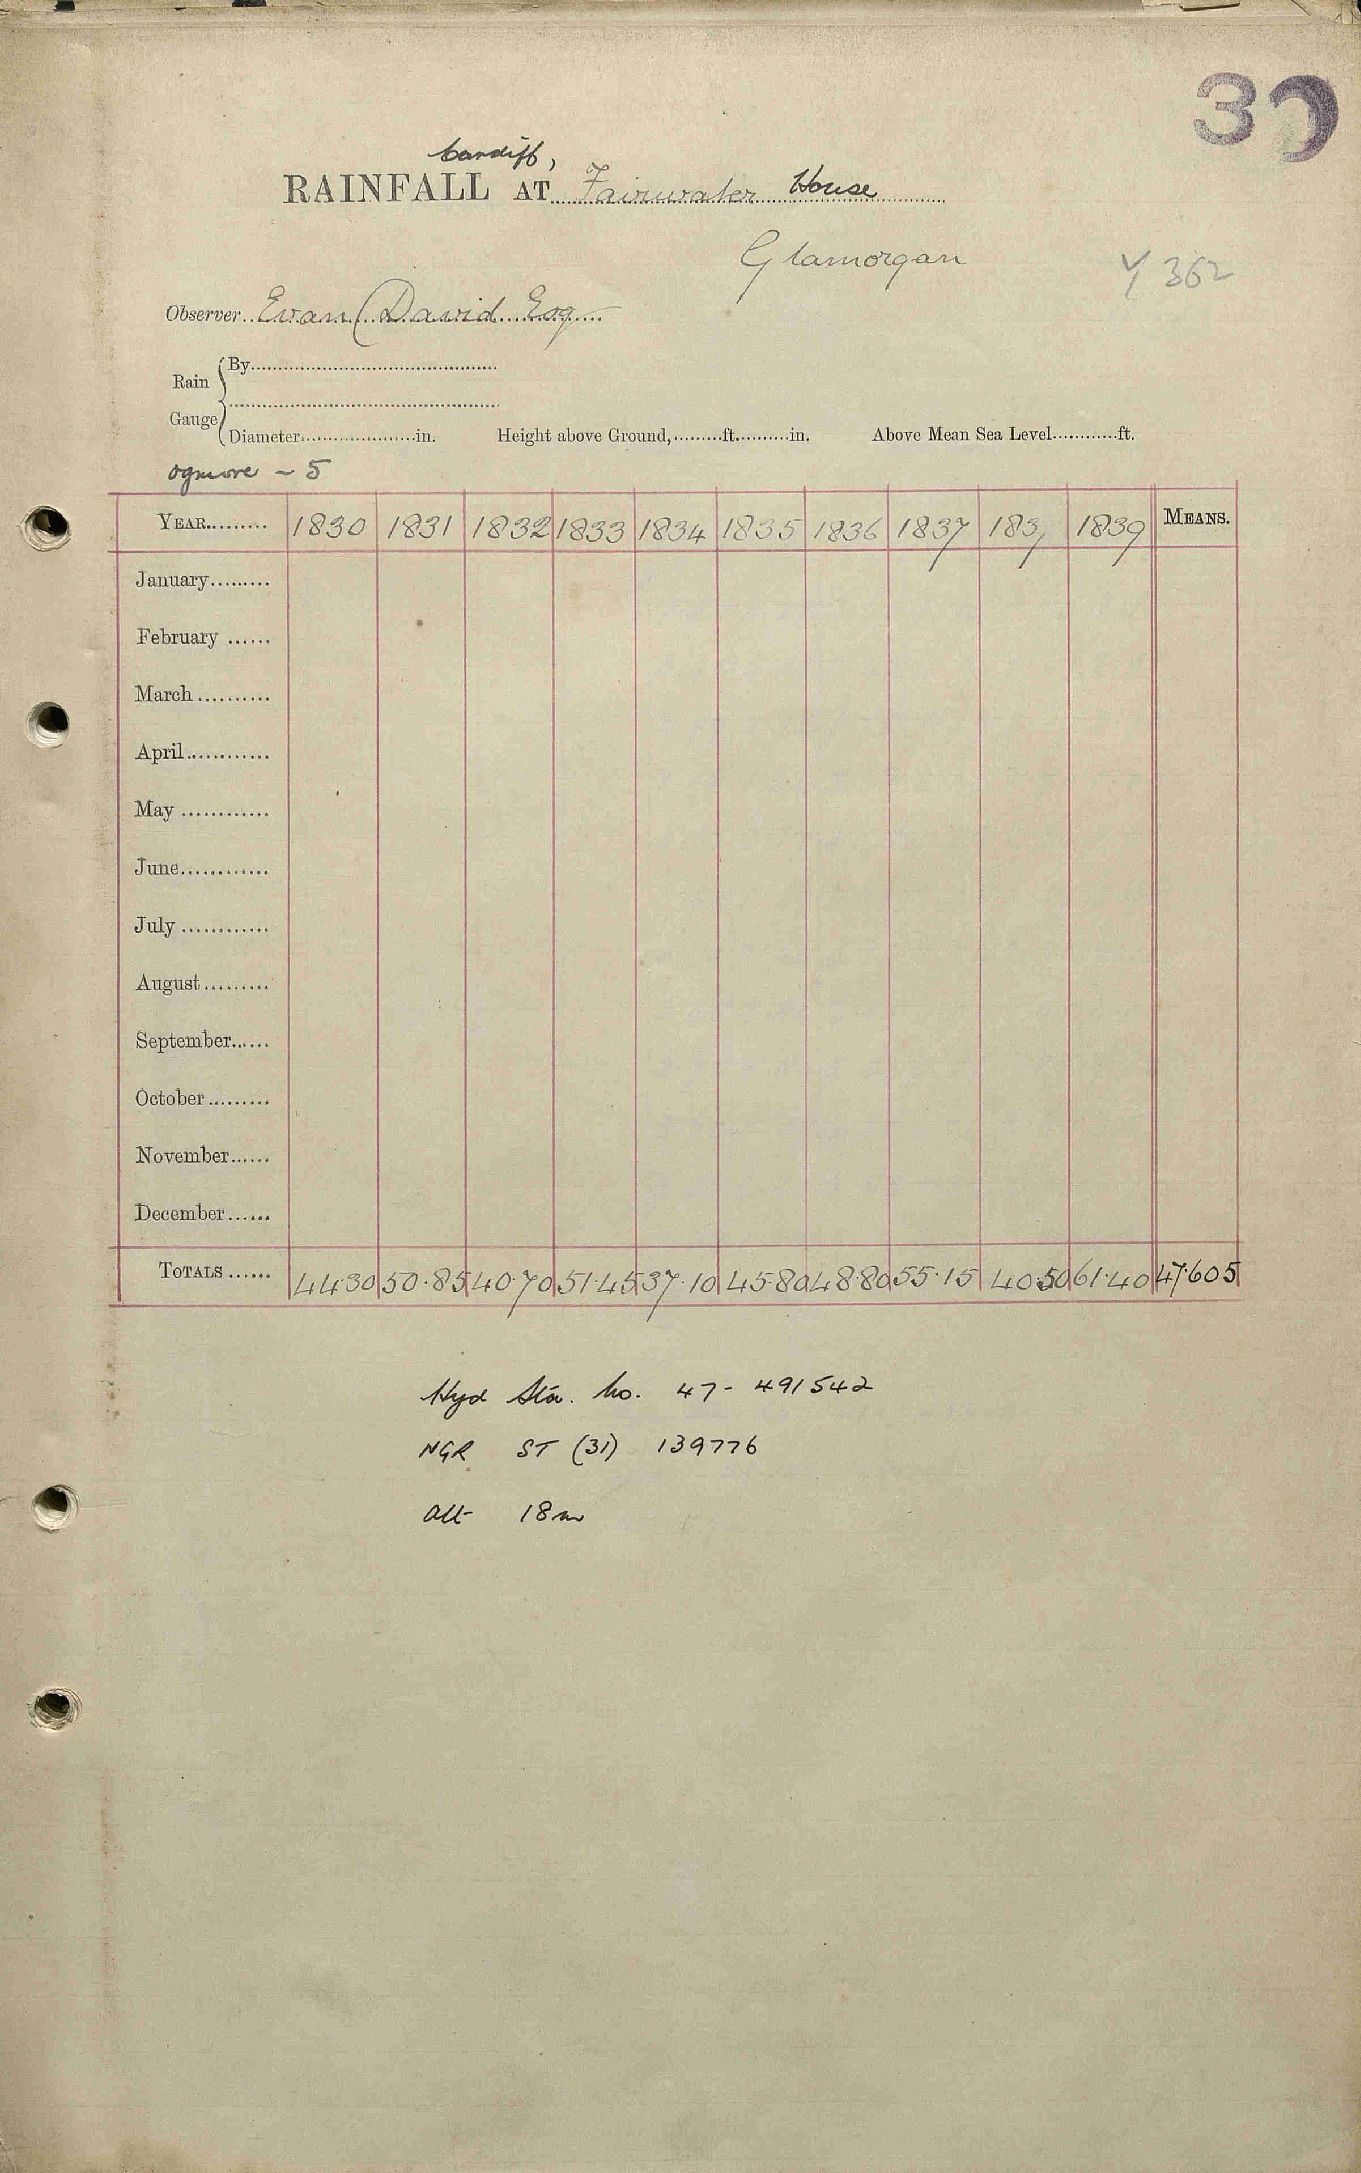 30
Cardiff,
RAINFALL AT Fairwater House
Glamorgan
Y 362
Observer Evan David Esq
Rain Gauge
By
Diameter in. Height above Ground, ft. in. Above Mean Sea Level ft.
ogmore - 5
YEAR 1830 1831 1832 1833 1834 1835 1836 1837 183, 1839 MEANS.
January
February
March
April
May
June
July
August
September
October
November
December
TOTALS 44.30 50.85 40.70 51.45 37.10 45.80 48.80 55.15 40.50 61.40 47.605
Hyd Sta. No. 47- 491542
NGR ST (31) 139776
alt 18m